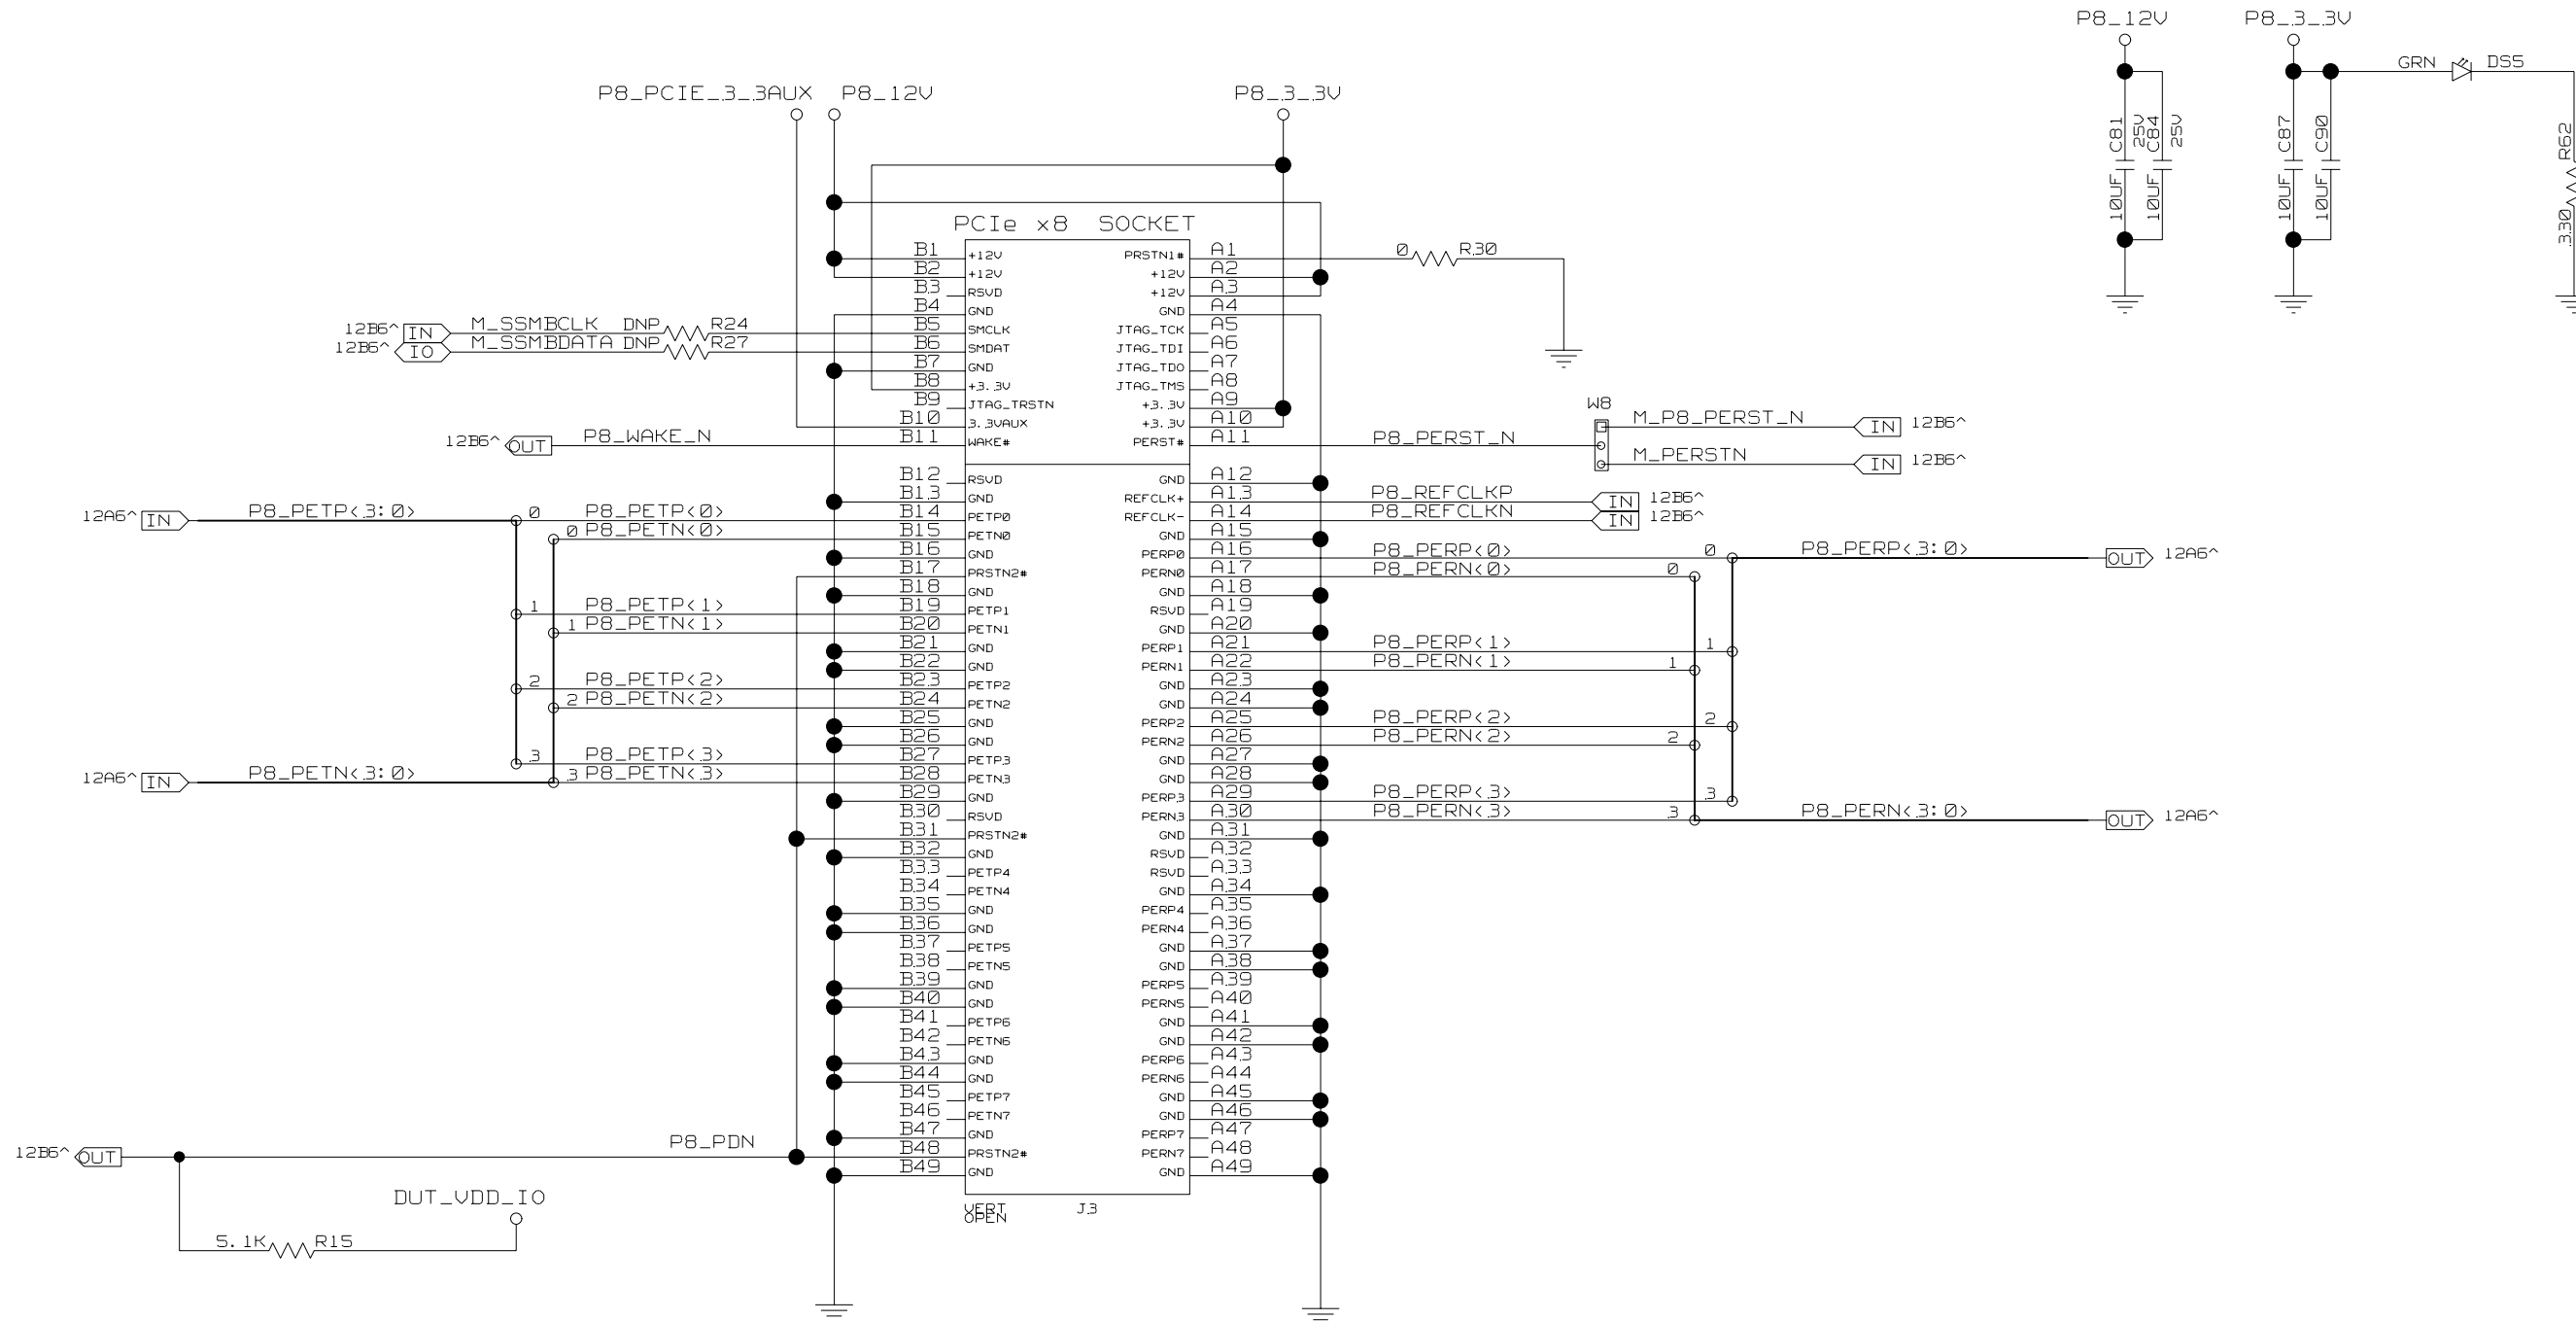 P8_12V P8_3_3V
GRN DS5
P8_PCIE_3_3AUX P8_12V P8_3_3V
10UF C81 25V
10UF C84 25V
10UF C87
10UF C90
330 R62
PCIe x8 SOCKET
B1 +12V PRSTN1# A1 0 R30
B2 +12V +12V A2
B3 RSVD +12V A3
B4 GND GND A4
12B6^ IN M_SSMBCLK DNP R24 B5 SMCLK JTAG_TCK A5
12B6^ IO M_SSMBDATA DNP R27 B6 SMDAT JTAG_TDI A6
B7 GND JTAG_TDO A7
B8 +3.3V JTAG_TMS A8
B9 JTAG_TRSTN +3.3V A9 W8
B10 3.3VAUX +3.3V A10 M_P8_PERST_N IN 12B6^
12B6^ OUT P8_WAKE_N B11 WAKE# PERST# A11 P8_PERST_N
M_PERSTN IN 12B6^
B12 RSVD GND A12
B13 GND REFCLK+ A13 P8_REFCLKP IN 12B6^
12A6^ IN P8_PETP<3:0> 0 P8_PETP<0> B14 PETP0 REFCLK- A14 P8_REFCLKN IN 12B6^
0 P8_PETN<0> B15 PETN0 GND A15
B16 GND PERP0 A16 P8_PERP<0> 0 P8_PERP<3:0> OUT 12A6^
B17 PRSTN2# PERN0 A17 P8_PERN<0> 0
B18 GND GND A18
1 P8_PETP<1> B19 PETP1 RSVD A19
1 P8_PETN<1> B20 PETN1 GND A20
B21 GND PERP1 A21 P8_PERP<1> 1
B22 GND PERN1 A22 P8_PERN<1> 1
2 P8_PETP<2> B23 PETP2 GND A23
2 P8_PETN<2> B24 PETN2 GND A24
B25 GND PERP2 A25 P8_PERP<2> 2
B26 GND PERN2 A26 P8_PERN<2> 2
3 P8_PETP<3> B27 PETP3 GND A27
12A6^ IN P8_PETN<3:0> 3 P8_PETN<3> B28 PETN3 GND A28
B29 GND PERP3 A29 P8_PERP<3> 3
B30 RSVD PERN3 A30 P8_PERN<3> 3 P8_PERN<3:0> OUT 12A6^
B31 PRSTN2# GND A31
B32 GND RSVD A32
B33 PETP4 RSVD A33
B34 PETN4 GND A34
B35 GND PERP4 A35
B36 GND PERN4 A36
B37 PETP5 GND A37
B38 PETN5 GND A38
B39 GND PERP5 A39
B40 GND PERN5 A40
B41 PETP6 GND A41
B42 PETN6 GND A42
B43 GND PERP6 A43
B44 GND PERN6 A44
B45 PETP7 GND A45
B46 PETN7 GND A46
B47 GND PERP7 A47
12B6^ OUT P8_PDN B48 PRSTN2# PERN7 A48
B49 GND GND A49
DUT_VDD_IO
VERT J3
OPEN
5.1K R15